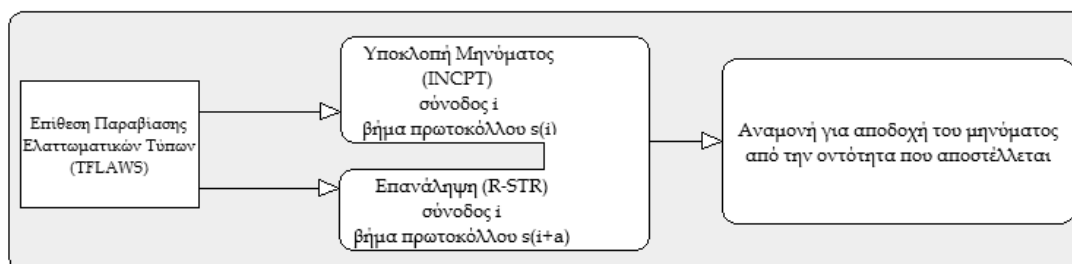 Επίθεση Παραβίασης
Ελαττωματικών Τύπων
(TFLAWS)
Υποκλοπή Μηνύματος
(INCPT)
σύνοδος i
βήμα πρωτοκόλλου s(i)
Επανάληψη (R-STR)
σύνοδος i
βήμα πρωτοκόλλου s(i+a)
Αναμονή για αποδοχή του μηνύματος
από την οντότητα που αποστέλλεται